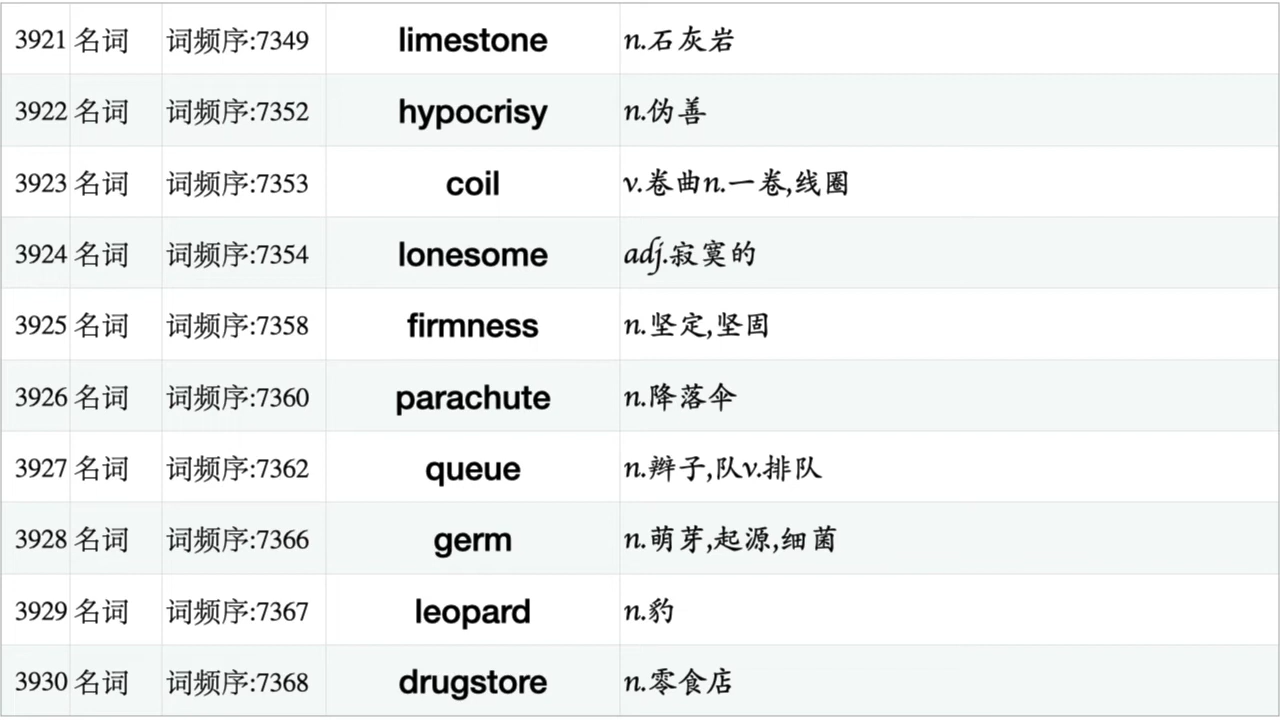 3921 名词 词频序:7349 limestone n.石灰岩
3922 名词 词频序:7352 hypocrisy n.伪善
3923 名词 词频序:7353 coil v.卷曲n.一卷,线圈
3924 名词 词频序:7354 lonesome adj.寂寞的
3925 名词 词频序:7358 firmness n.坚定,坚固
3926 名词 词频序:7360 parachute n.降落伞
3927 名词 词频序:7362 queue n.辫子,队v.排队
3928 名词 词频序:7366 germ n.萌芽,起源,细菌
3929 名词 词频序:7367 leopard n.豹
3930 名词 词频序:7368 drugstore n.零食店